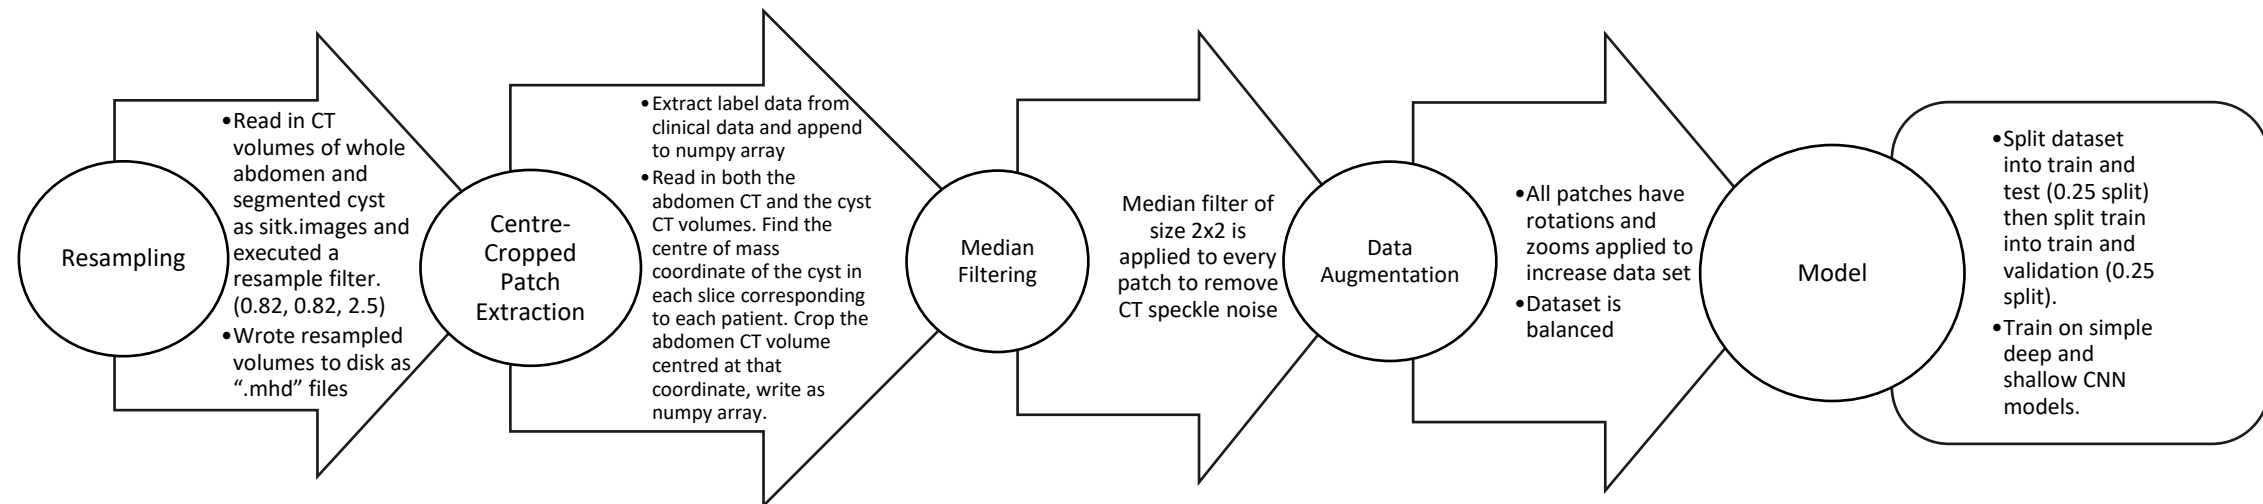 Resampling
•Read in CT
volumes of whole
abdomen and
segmented cyst
as sitk.images and
executed a
resample filter.
(0.82, 0.82, 2.5)
•Wrote resampled
volumes to disk as
“.mhd” files
Centre-
Cropped
Patch
Extraction
•Extract label data from
clinical data and append
to numpy array
•Read in both the
abdomen CT and the cyst
CT volumes. Find the
centre of mass
coordinate of the cyst in
each slice corresponding
to each patient. Crop the
abdomen CT volume
centred at that
coordinate, write as
numpy array.
Median
Filtering
Median filter of
size 2x2 is
applied to every
patch to remove
CT speckle noise
Data
Augmentation
•All patches have
rotations and
zooms applied to
increase data set
•Dataset is
balanced
Model
•Split dataset
into train and
test (0.25 split)
then split train
into train and
validation (0.25
split).
•Train on simple
deep and
shallow CNN
models.